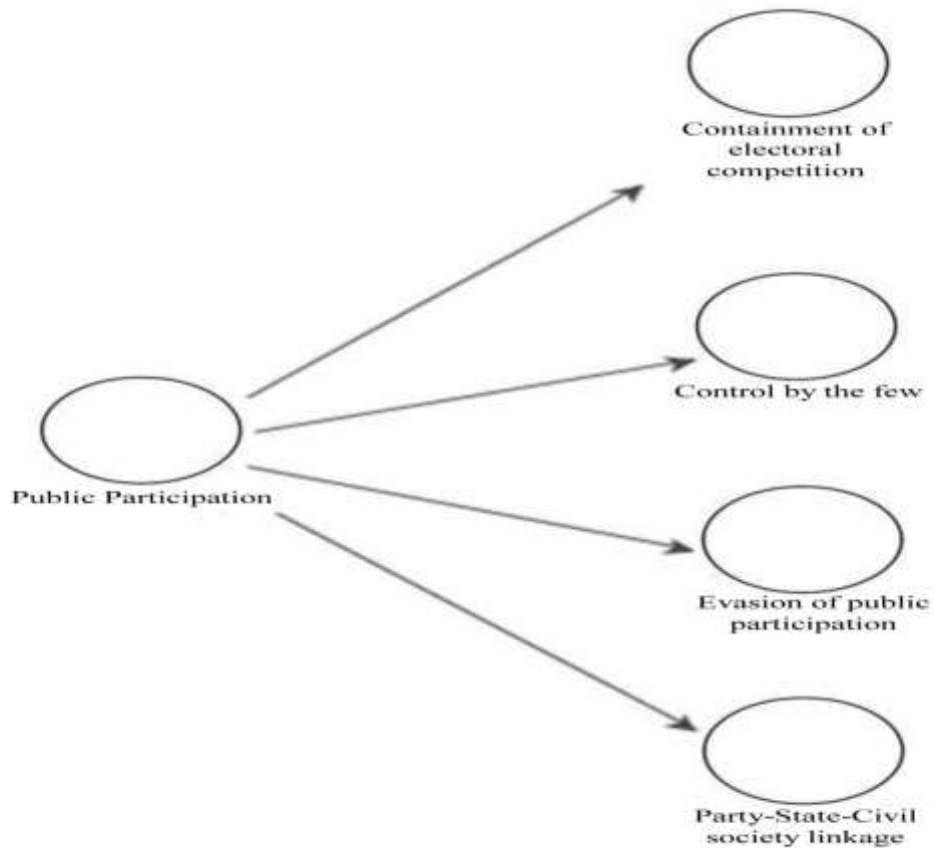 Containment of
electoral
competition
Control by the few
Public Participation
Evasion of public
participation
Party-State-Civil
society linkage